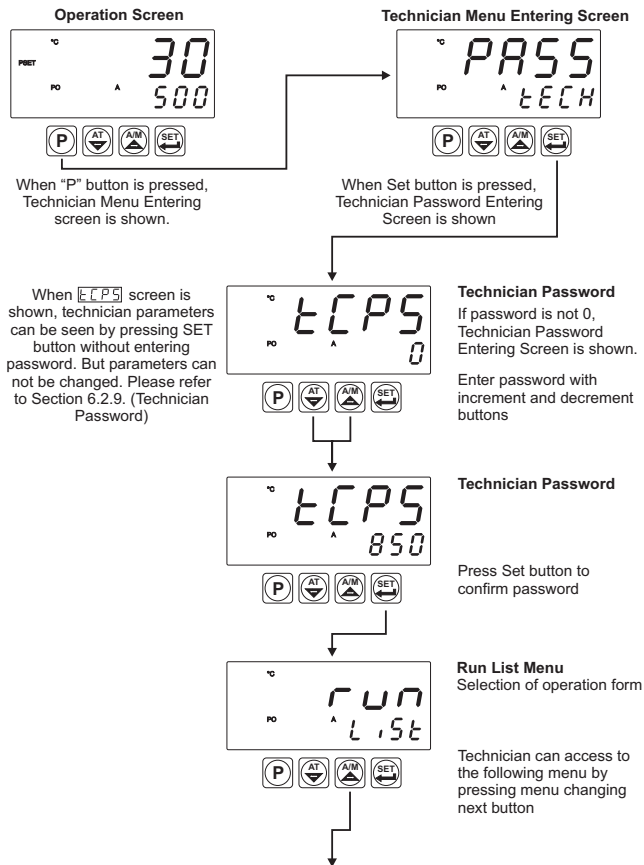 Operation Screen
°C
PSET
30
PO A
500
P AT A/M SET
When “P” button is pressed,
Technician Menu Entering
screen is shown.
Technician Menu Entering Screen
°C
PASS
PO A
tECH
P AT A/M SET
When Set button is pressed,
Technician Password Entering
Screen is shown
When tCPS screen is
shown, technician parameters
can be seen by pressing SET
button without entering
password. But parameters can
not be changed. Please refer
to Section 6.2.9. (Technician
Password)
°C
tCPS
PO A
0
P AT A/M SET
Technician Password
If password is not 0,
Technician Password
Entering Screen is shown.
Enter password with
increment and decrement
buttons
°C
tCPS
PO A
850
P AT A/M SET
Technician Password
Press Set button to
confirm password
°C
run
PO A
LiSt
P AT A/M SET
Run List Menu
Selection of operation form
Technician can access to
the following menu by
pressing menu changing
next button